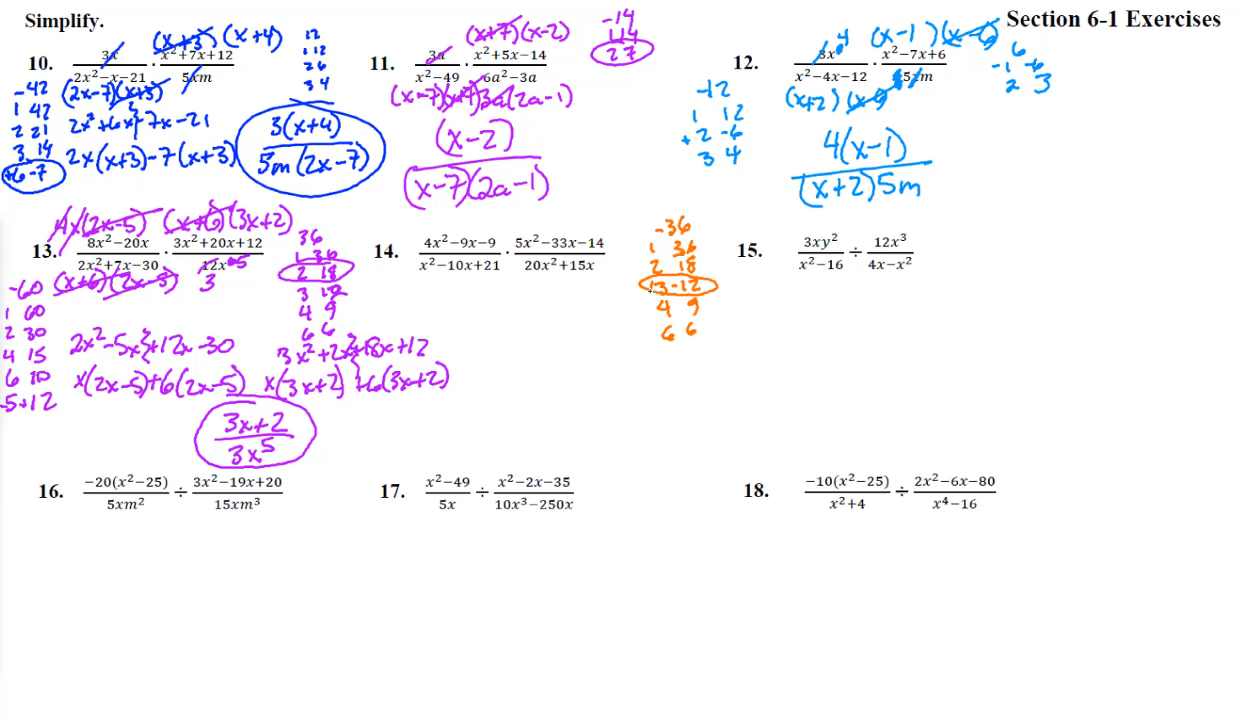 Simplify.
Section 6-1 Exercises
10. 3x/(2x²−x−21) · (x²+7x+12)/(5xm)
(x+3)(x+4)
(2x-7)(x+3)
12
1 12
2 6
3 4
-42
1 42
2 21
3 14
+6 -7
2x²+6x-7x-21
2x(x+3)-7(x+3)
3(x+4)/5m(2x-7)
11. 3a/(x²−49) · (x²+5x−14)/(6a²−3a)
(x+7)(x-2)
-14
1 14
2 7
(x-7)(x+7)3a(2a-1)
(x-2)/(x-7)(2a-1)
12. (x²−7x+6)/(x²−4x−12)
4 (x-1)(x-6)
6
-1 -6
2 3
(x+2)(x-6)
-12
1 12
+2 -6
3 4
4(x-1)/(x+2)5m
4x(2x-5) (x+6)(3x+2)
13. (8x²−20x)/(2x²+7x−30) · (3x²+20x+12)/12x
(x+6)(2x-5) 3
36
1 36
2 18
3 12
4 9
6 6
-60
1 60
2 30
4 15
6 10
-5+12
2x²-5x+12x-30
3x²+2x+18x+12
x(2x-5)+6(2x-5)
x(3x+2)+6(3x+2)
3x+2/3x⁵
14. (4x²−9x−9)/(x²−10x+21) · (5x²−33x−14)/(20x²+15x)
-36
1 36
2 18
+3 -12
4 9
6 6
15. 3xy²/(x²−16) ÷ 12x³/(4x−x²)
16. −20(x²−25)/5xm² ÷ (3x²−19x+20)/15xm³
17. (x²−49)/5x ÷ (x²−2x−35)/(10x³−250x)
18. −10(x²−25)/(x²+4) ÷ (2x²−6x−80)/(x⁴−16)